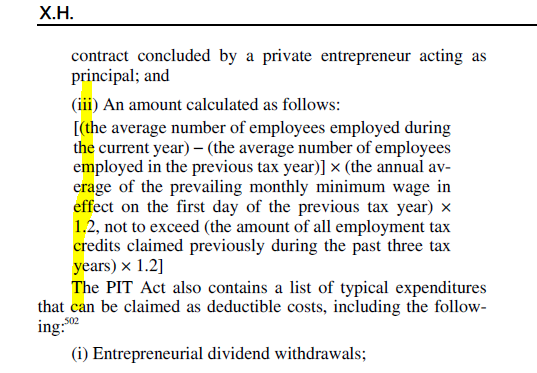 X.H.
contract concluded by a private entrepreneur acting as
principal; and
(iii) An amount calculated as follows:
[(the average number of employees employed during
the current year) – (the average number of employees
employed in the previous tax year)] × (the annual av-
erage of the prevailing monthly minimum wage in
effect on the first day of the previous tax year) ×
1.2, not to exceed (the amount of all employment tax
credits claimed previously during the past three tax
years) × 1.2]
The PIT Act also contains a list of typical expenditures
that can be claimed as deductible costs, including the follow-
ing:502
(i) Entrepreneurial dividend withdrawals;